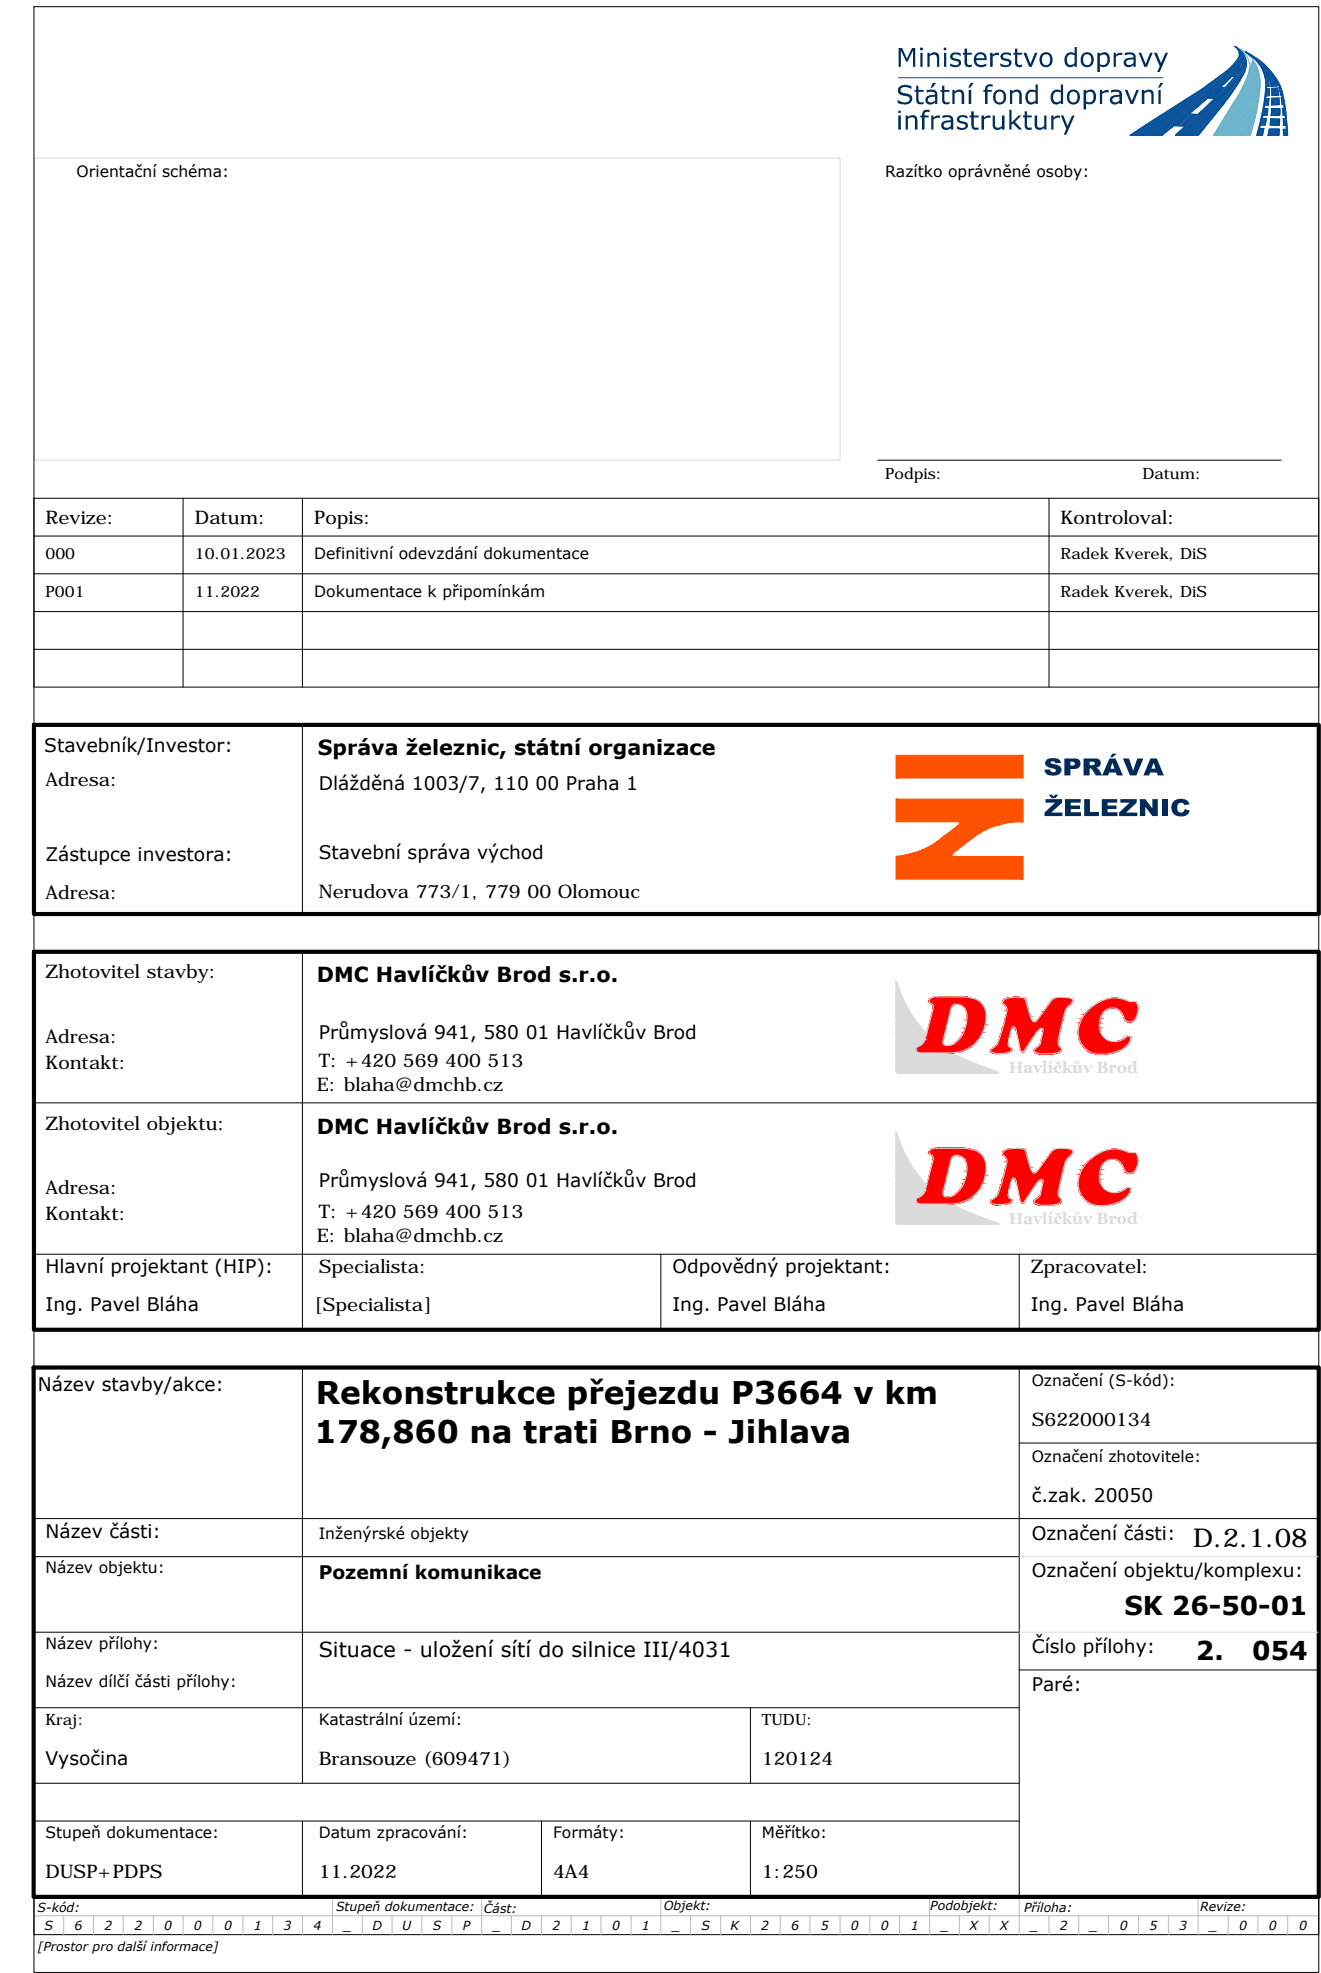 Ministerstvo dopravy
Státní fond dopravní
infrastruktury
Orientační schéma:
Razítko oprávněné osoby:
Podpis: Datum:
Revize: Datum: Popis: Kontroloval:
000 10.01.2023 Definitivní odevzdání dokumentace Radek Kverek, DiS
P001 11.2022 Dokumentace k připomínkám Radek Kverek, DiS
Stavebník/Investor: Správa železnic, státní organizace
Adresa: Dlážděná 1003/7, 110 00 Praha 1
SPRÁVA
ŽELEZNIC
Zástupce investora: Stavební správa východ
Adresa: Nerudova 773/1, 779 00 Olomouc
Zhotovitel stavby: DMC Havlíčkův Brod s.r.o.
Adresa: Průmyslová 941, 580 01 Havlíčkův Brod
Kontakt: T: +420 569 400 513
E: blaha@dmchb.cz
DMC
Havlíčkův Brod
Zhotovitel objektu: DMC Havlíčkův Brod s.r.o.
Adresa: Průmyslová 941, 580 01 Havlíčkův Brod
Kontakt: T: +420 569 400 513
E: blaha@dmchb.cz
DMC
Havlíčkův Brod
Hlavní projektant (HIP): Specialista: Odpovědný projektant: Zpracovatel:
Ing. Pavel Bláha [Specialista] Ing. Pavel Bláha Ing. Pavel Bláha
Název stavby/akce: Rekonstrukce přejezdu P3664 v km
178,860 na trati Brno - Jihlava
Označení (S-kód):
S622000134
Označení zhotovitele:
č.zak. 20050
Název části: Inženýrské objekty Označení části: D.2.1.08
Název objektu: Pozemní komunikace Označení objektu/komplexu:
SK 26-50-01
Název přílohy: Situace - uložení sítí do silnice III/4031 Číslo přílohy: 2. 054
Název dílčí části přílohy: Paré:
Kraj: Katastrální území: TUDU:
Vysočina Bransouze (609471) 120124
Stupeň dokumentace: Datum zpracování: Formáty: Měřítko:
DUSP+PDPS 11.2022 4A4 1:250
S-kód: Stupeň dokumentace: Část: Objekt: Podobjekt: Příloha: Revize:
S 6 2 2 0 0 0 1 3 4 _ D U S P _ D 2 1 0 1 _ S K 2 6 5 0 0 1 _ X X _ 2 _ 0 5 3 _ 0 0 0
[Prostor pro další informace]